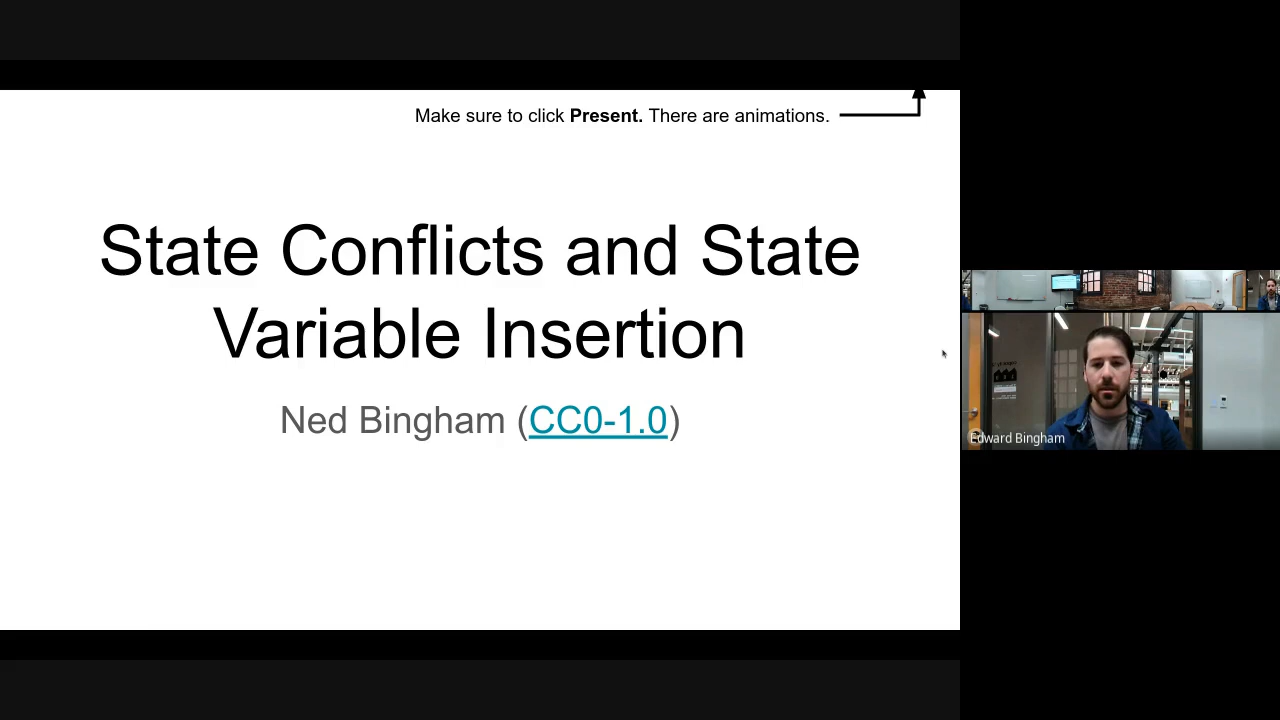 Make sure to click Present. There are animations.
State Conflicts and State
Variable Insertion
Ned Bingham (CC0-1.0)
Edward Bingham